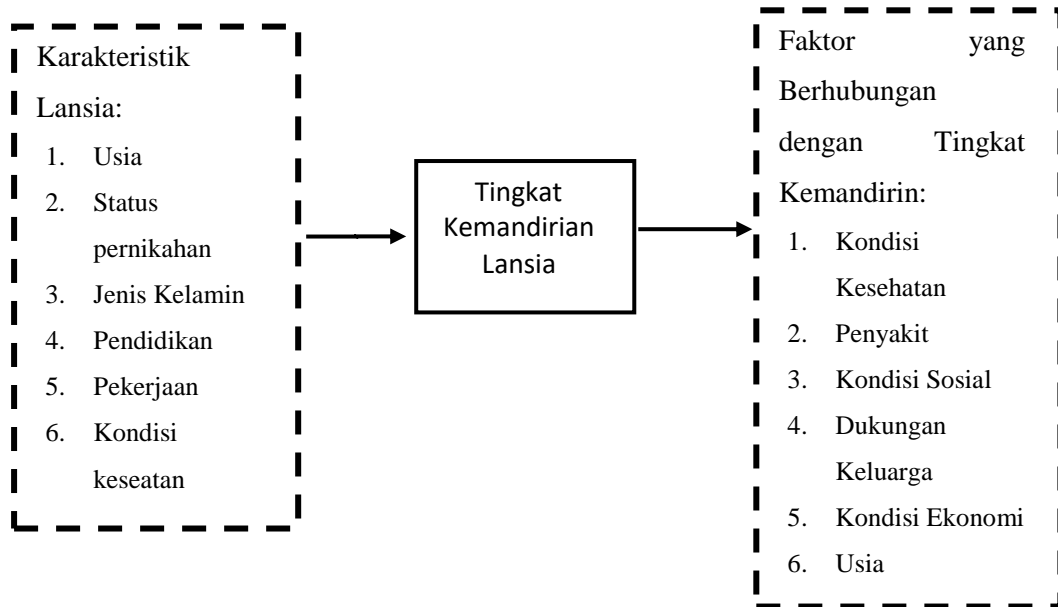 Karakteristik
Lansia:
1. Usia
2. Status
pernikahan
3. Jenis Kelamin
4. Pendidikan
5. Pekerjaan
6. Kondisi
keseatan
Tingkat
Kemandirian
Lansia
Faktor yang
Berhubungan
dengan Tingkat
Kemandirin:
1. Kondisi
Kesehatan
2. Penyakit
3. Kondisi Sosial
4. Dukungan
Keluarga
5. Kondisi Ekonomi
6. Usia